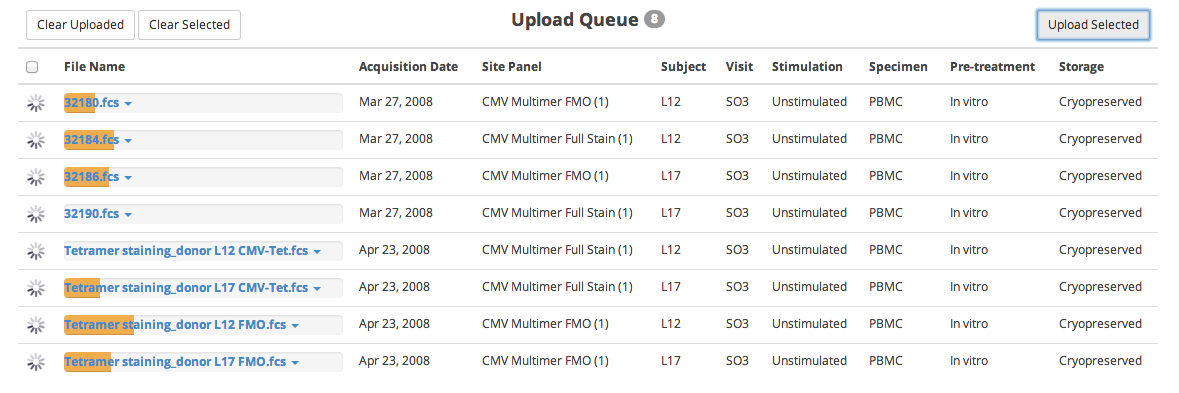 Clear Uploaded Clear Selected Upload Queue 8 Upload Selected
File Name Acquisition Date Site Panel Subject Visit Stimulation Specimen Pre-treatment Storage
32180.fcs Mar 27, 2008 CMV Multimer FMO (1) L12 SO3 Unstimulated PBMC In vitro Cryopreserved
32184.fcs Mar 27, 2008 CMV Multimer Full Stain (1) L12 SO3 Unstimulated PBMC In vitro Cryopreserved
32186.fcs Mar 27, 2008 CMV Multimer FMO (1) L17 SO3 Unstimulated PBMC In vitro Cryopreserved
32190.fcs Mar 27, 2008 CMV Multimer Full Stain (1) L17 SO3 Unstimulated PBMC In vitro Cryopreserved
Tetramer staining_donor L12 CMV-Tet.fcs Apr 23, 2008 CMV Multimer Full Stain (1) L12 SO3 Unstimulated PBMC In vitro Cryopreserved
Tetramer staining_donor L17 CMV-Tet.fcs Apr 23, 2008 CMV Multimer Full Stain (1) L17 SO3 Unstimulated PBMC In vitro Cryopreserved
Tetramer staining_donor L12 FMO.fcs Apr 23, 2008 CMV Multimer FMO (1) L12 SO3 Unstimulated PBMC In vitro Cryopreserved
Tetramer staining_donor L17 FMO.fcs Apr 23, 2008 CMV Multimer FMO (1) L17 SO3 Unstimulated PBMC In vitro Cryopreserved